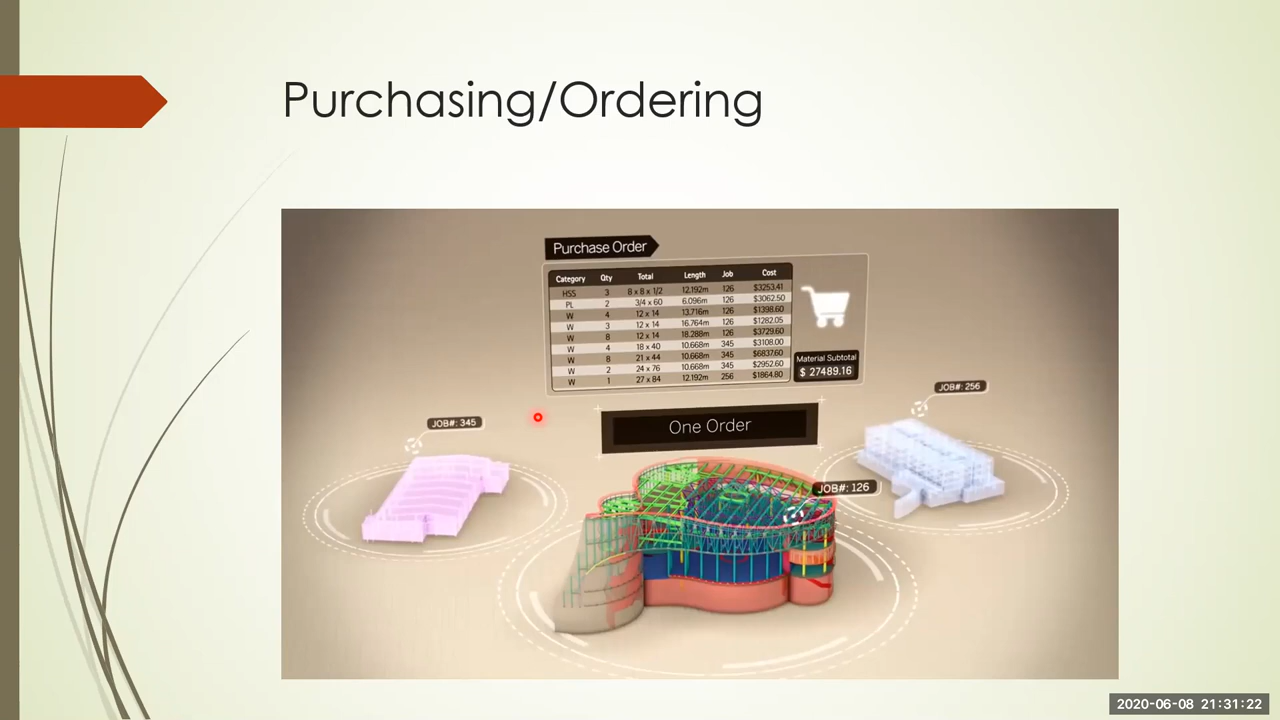 Purchasing/Ordering
Purchase Order
Category Qty Total Length Job Cost
HSS 3 8 x 8 x 1/2 12.192m 126 $3253.41
PL 2 3/4 x 60 6.096m 126 $3062.50
W 4 12 x 14 13.716m 126 $1398.60
W 3 12 x 14 16.764m 126 $1282.05
W 8 12 x 14 18.288m 126 $3729.60
W 4 18 x 40 10.668m 345 $3108.00
W 8 21 x 44 10.668m 345 $6837.60
W 2 24 x 76 10.668m 345 $2952.60
W 1 27 x 84 12.192m 256 $1864.80
Material Subtotal
$ 27489.16
JOB#: 256
JOB#: 345
One Order
JOB#: 126
2020-06-08 21:31:22